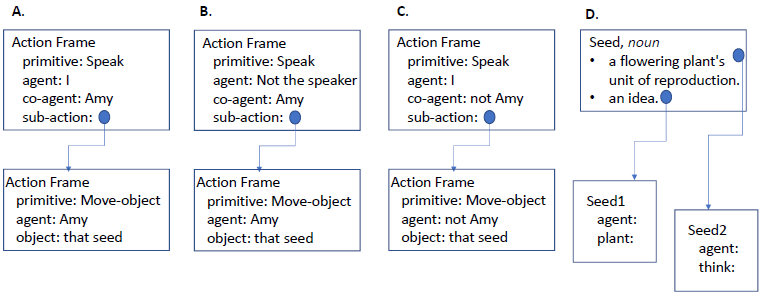 A.
Action Frame
primitive: Speak
agent: I
co-agent: Amy
sub-action:
Action Frame
primitive: Move-object
agent: Amy
object: that seed
B.
Action Frame
primitive: Speak
agent: Not the speaker
co-agent: Amy
sub-action:
Action Frame
primitive: Move-object
agent: Amy
object: that seed
C.
Action Frame
primitive: Speak
agent: I
co-agent: not Amy
sub-action:
Action Frame
primitive: Move-object
agent: not Amy
object: that seed
D.
Seed, noun
• a flowering plant's
unit of reproduction.
• an idea.
Seed1
agent:
plant:
Seed2
agent:
think: